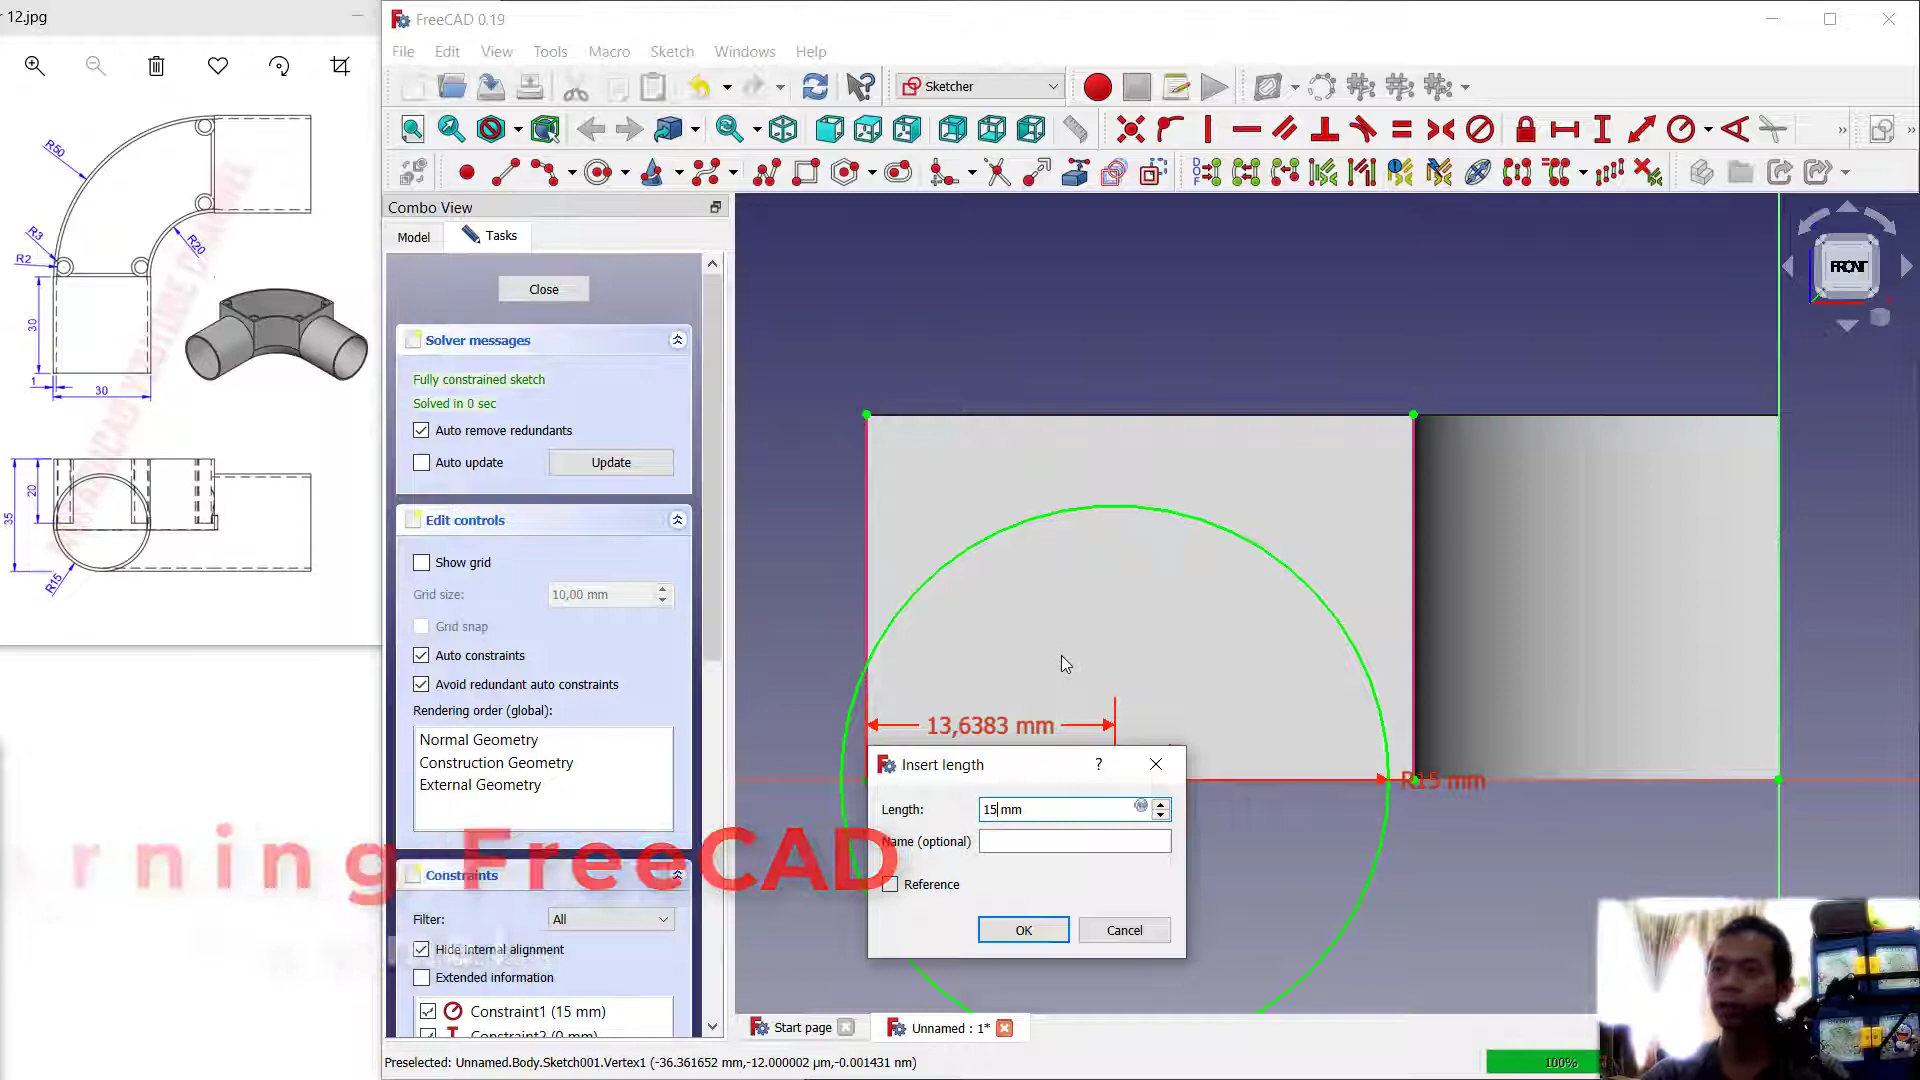 12.jpg
FreeCAD 0.19
File Edit View Tools Macro Sketch Windows Help
Sketcher
Combo View
Model
Tasks
Close
Solver messages
Fully constrained sketch
Solved in 0 sec
Auto remove redundants
Auto update
Update
Edit controls
Show grid
Grid size:
10,00 mm
Grid snap
Auto constraints
Avoid redundant auto constraints
Rendering order (global):
Normal Geometry
Construction Geometry
External Geometry
Constraints
Filter:
All
Hide internal alignment
Extended information
Constraint1 (15 mm)
Constraint2 (0 mm)
R50
R3
R2
R20
30
1
30
20
35
R15
FRONT
13,6383 mm
R15 mm
Insert length
?
Length:
15 mm
Name (optional)
Reference
OK
Cancel
rning FreeCAD
Start page
Unnamed : 1*
Preselected: Unnamed.Body.Sketch001.Vertex1 (-36.361652 mm,-12.000002 µm,-0.001431 nm)
100%